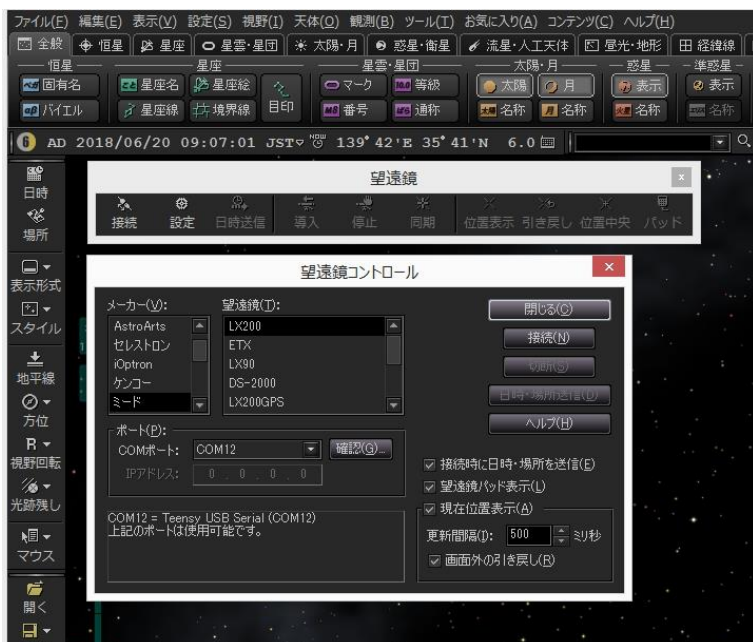 ファイル(F) 編集(E) 表示(V) 設定(S) 視野(I) 天体(O) 観測(B) ツール(T) お気に入り(A) コンテンツ(C) ヘルプ(H)
全般 恒星 星座 星雲・星団 太陽・月 惑星・衛星 流星・人工天体 昼光・地形 経緯線
恒星 星座 星雲・星団 太陽・月 惑星 準惑星
固有名 星座名 星座絵 目印 マーク 等級 太陽 月 表示 表示
バイエル 星座線 境界線 番号 通称 名称 名称 名称 名称
6 AD 2018/06/20 09:07:01 JST NOW 139°42'E 35°41'N 6.0
日時
場所
表示形式
スタイル
地平線
方位
R
視野回転
光跡残し
マウス
開く
望遠鏡
接続 設定 日時送信 導入 停止 同期 位置表示 引き戻し 位置中央 パッド
望遠鏡コントロール
メーカー(V): 望遠鏡(T):
AstroArts
セレストロン
iOptron
ケンコー
ミード
LX200
ETX
LX90
DS-2000
LX200GPS
閉じる(C)
接続(N)
切断(S)
日時・場所送信(D)
ヘルプ(H)
ポート(P):
COMポート: COM12 確認(G)...
IPアドレス: 0 . 0 . 0 . 0
COM12 = Teensy USB Serial (COM12)
上記のポートは使用可能です。
接続時に日時・場所を送信(E)
望遠鏡パッド表示(L)
現在位置表示(A)
更新間隔(I): 500 ミリ秒
画面外の引き戻し(R)